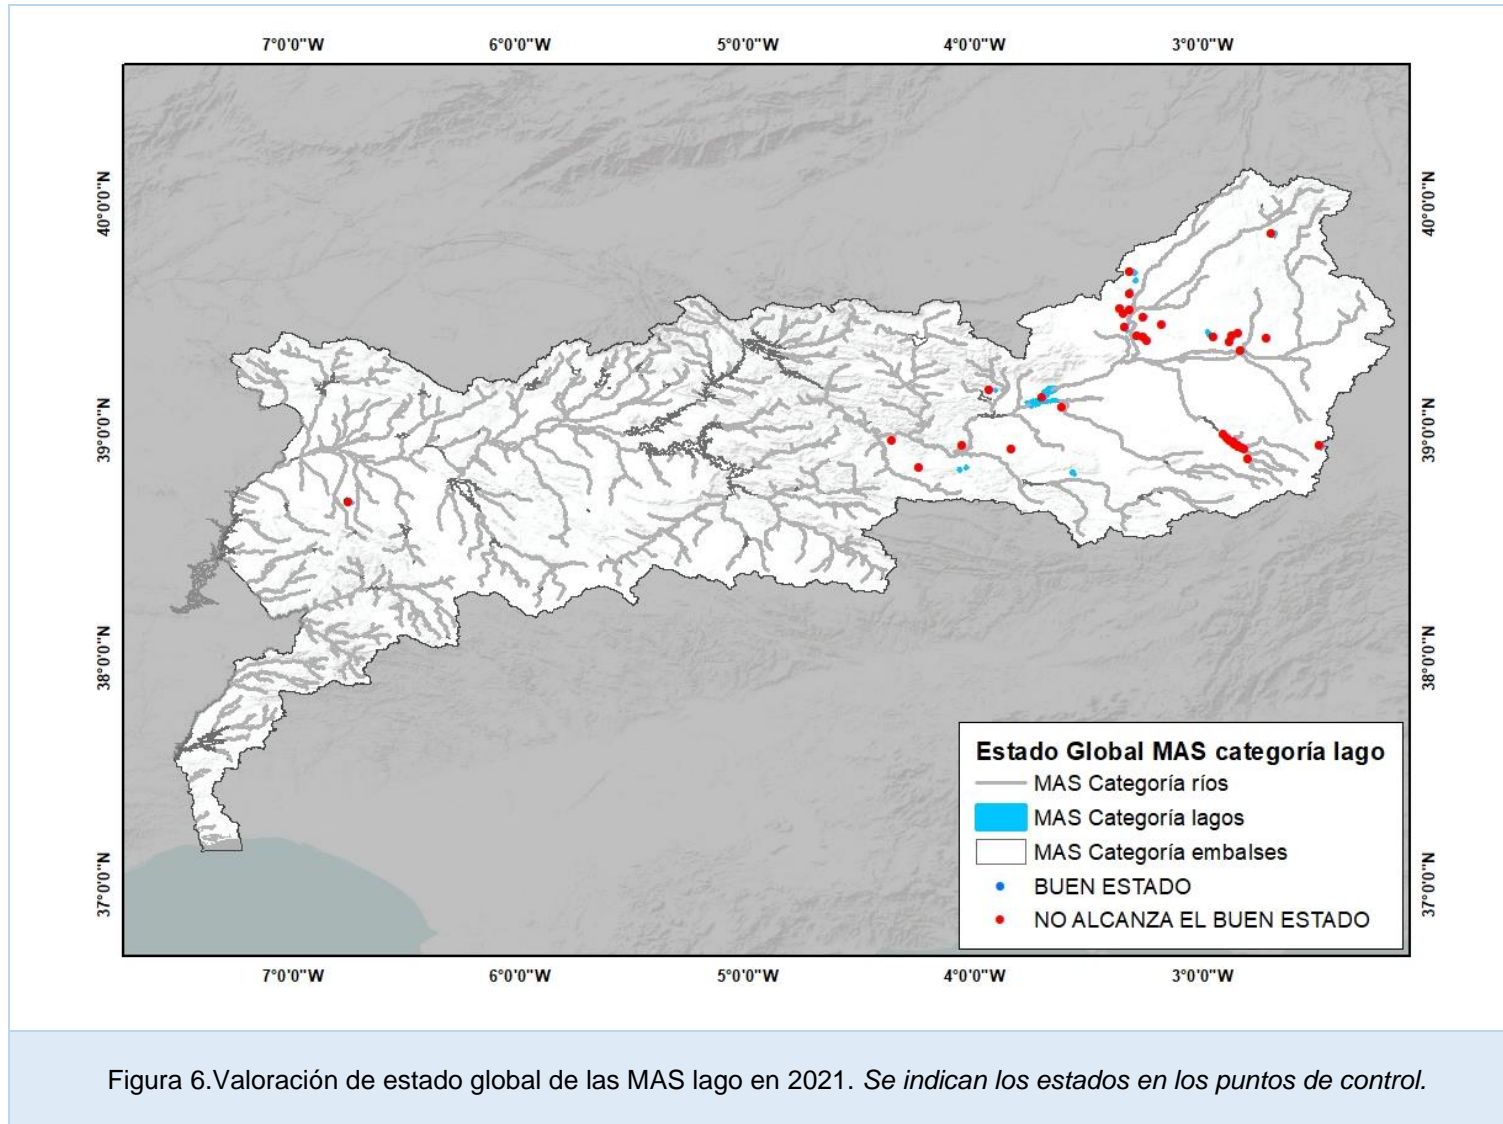 7°0'0"W 6°0'0"W 5°0'0"W 4°0'0"W 3°0'0"W
40°0'0"N 40°0'0"N
39°0'0"N 39°0'0"N
38°0'0"N 38°0'0"N
37°0'0"N 37°0'0"N
Estado Global MAS categoría lago
MAS Categoría ríos
MAS Categoría lagos
MAS Categoría embalses
BUEN ESTADO
NO ALCANZA EL BUEN ESTADO
7°0'0"W 6°0'0"W 5°0'0"W 4°0'0"W 3°0'0"W
Figura 6.Valoración de estado global de las MAS lago en 2021. Se indican los estados en los puntos de control.